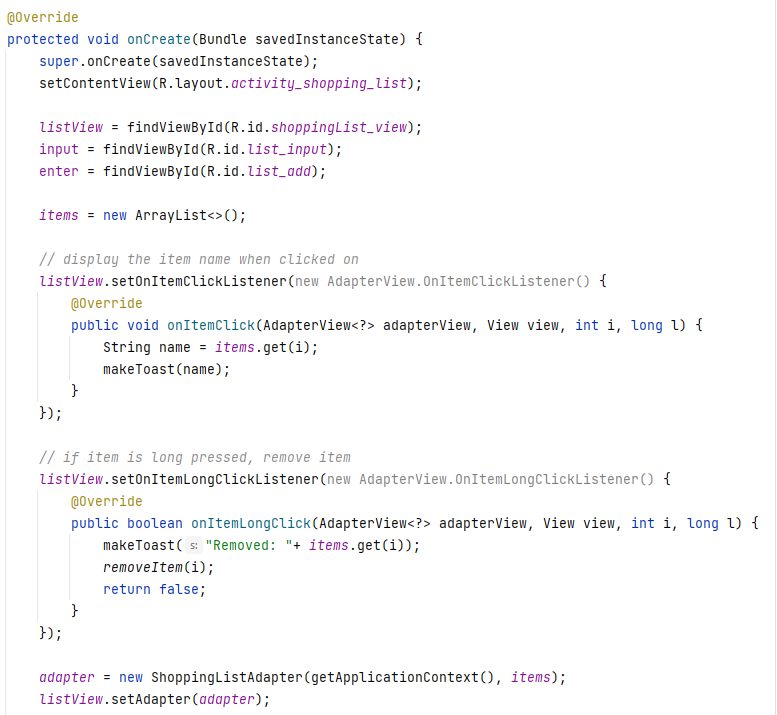 @Override
protected void onCreate(Bundle savedInstanceState) {
    super.onCreate(savedInstanceState);
    setContentView(R.layout.activity_shopping_list);

    listView = findViewById(R.id.shoppingList_view);
    input = findViewById(R.id.list_input);
    enter = findViewById(R.id.list_add);

    items = new ArrayList<>();

    // display the item name when clicked on
    listView.setOnItemClickListener(new AdapterView.OnItemClickListener() {
        @Override
        public void onItemClick(AdapterView<?> adapterView, View view, int i, long l) {
            String name = items.get(i);
            makeToast(name);
        }
    });

    // if item is long pressed, remove item
    listView.setOnItemLongClickListener(new AdapterView.OnItemLongClickListener() {
        @Override
        public boolean onItemLongClick(AdapterView<?> adapterView, View view, int i, long l) {
            makeToast( s: "Removed: "+ items.get(i));
            removeItem(i);
            return false;
        }
    });

    adapter = new ShoppingListAdapter(getApplicationContext(), items);
    listView.setAdapter(adapter);